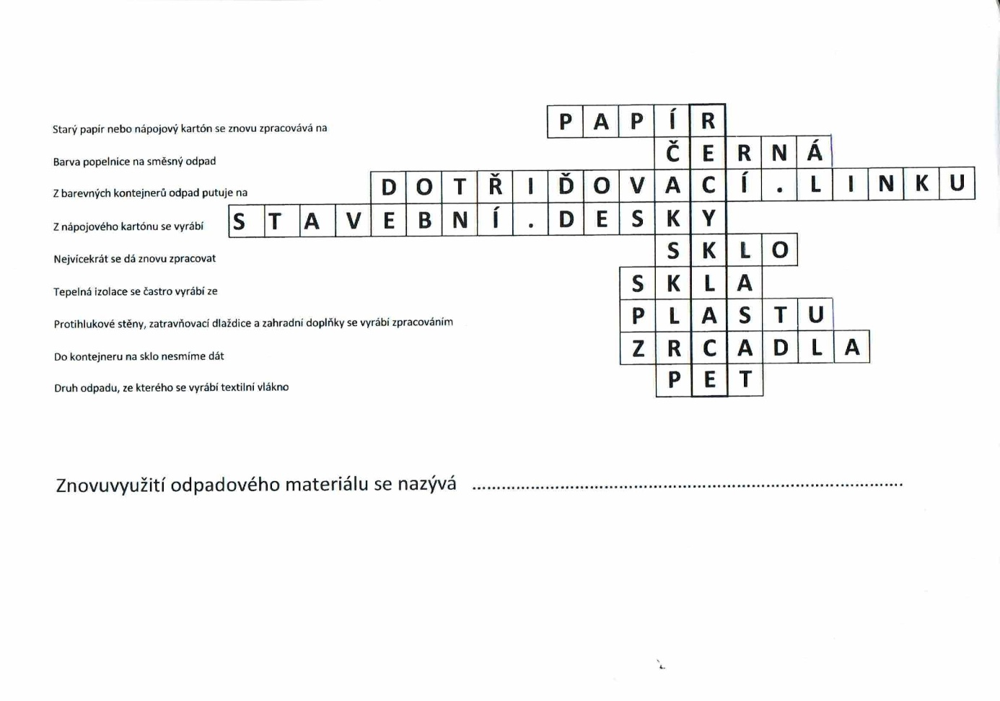 Starý papír nebo nápojový kartón se znovu zpracovává na P A P Í R
Barva popelnice na směsný odpad Č E R N Á
Z barevných kontejnerů odpad putuje na D O T Ř I Ď O V A C Í . L I N K U
Z nápojového kartónu se vyrábí S T A V E B N Í . D E S K Y
Nejvícekrát se dá znovu zpracovat S K L O
Tepelná izolace se častro vyrábí ze S K L A
Protihlukové stěny, zatravňovací dlaždice a zahradní doplňky se vyrábí zpracováním P L A S T U
Do kontejneru na sklo nesmíme dát Z R C A D L A
Druh odpadu, ze kterého se vyrábí textilní vlákno P E T
Znovuvyužití odpadového materiálu se nazývá ................................................................................